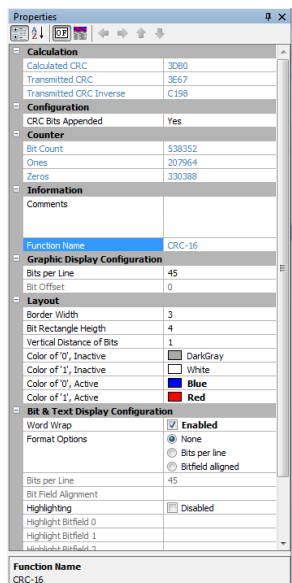 Properties
Calculation
Calculated CRC 3DB0
Transmitted CRC 3E67
Transmitted CRC Inverse C198
Configuration
CRC Bits Appended Yes
Counter
Bit Count 538352
Ones 207964
Zeros 330388
Information
Comments
Function Name CRC-16
Graphic Display Configuration
Bits per Line 45
Bit Offset 0
Layout
Border Width 3
Bit Rectangle Heigth 4
Vertical Distance of Bits 1
Color of '0', Inactive DarkGray
Color of '1', Inactive White
Color of '0', Active Blue
Color of '1', Active Red
Bit & Text Display Configuration
Word Wrap Enabled
Format Options None
Bits per line
Bitfield alligned
Bits per Line 45
Bit Field Alignment
Highlighting Disabled
Highlight Bitfield 0
Highlight Bitfield 1
Highlight Bitfield 2
Function Name
CRC-16